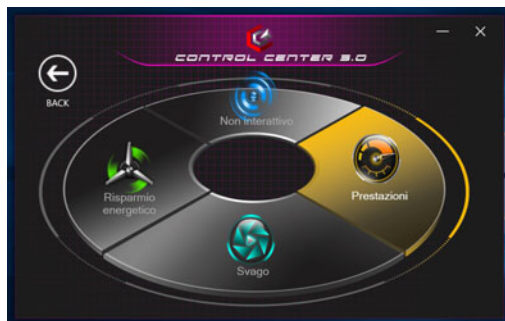 CONTROL CENTER 3.0
BACK
Non interattivo
Prestazioni
Risparmio
energetico
Svago